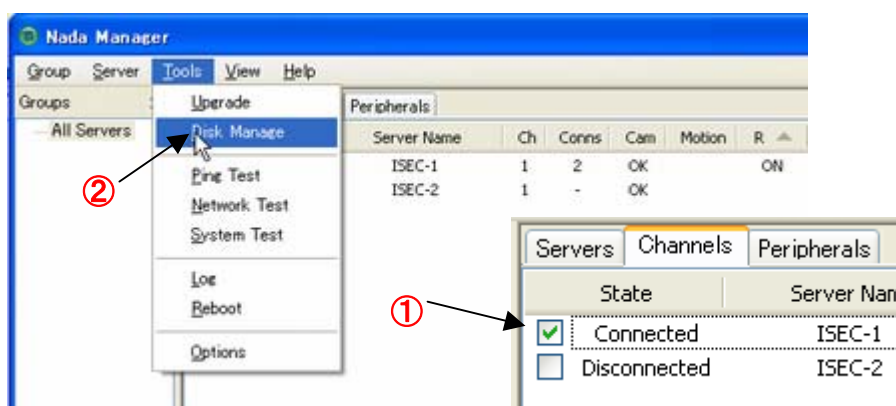 Nada Manager
Group Server Tools View Help
Groups
All Servers
Upgrade
Disk Manage
Ping Test
Network Test
System Test
Log
Reboot
Options
Peripherals
Server Name Ch Conns Cam Motion R
ISEC-1 1 2 OK ON
ISEC-2 1 - OK
②
①
Servers Channels Peripherals
State Server Nan
Connected ISEC-1
Disconnected ISEC-2